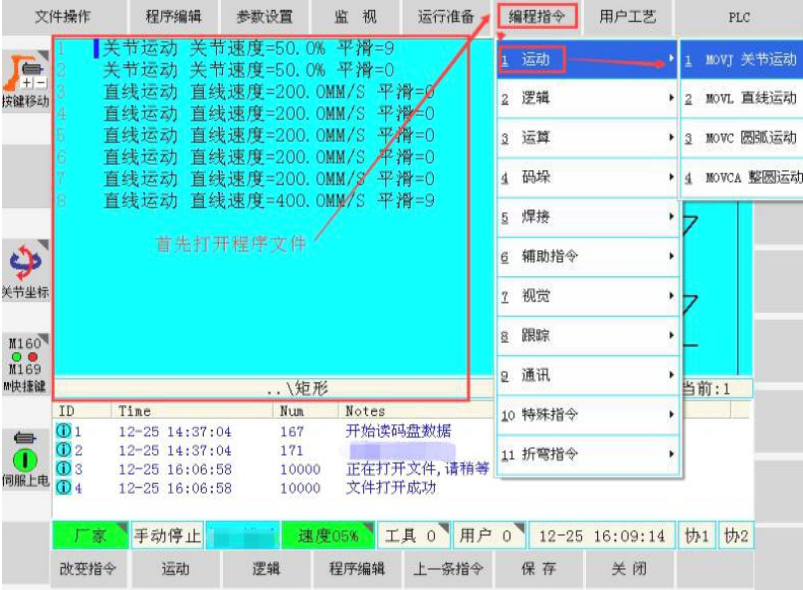 文件操作 程序编辑 参数设置 监 视 运行准备 编程指令 用户工艺 PLC
按键移动
1 关节运动 关节速度=50.0% 平滑=9
2 关节运动 关节速度=50.0% 平滑=0
3 直线运动 直线速度=200.0MM/S 平滑=0
4 直线运动 直线速度=200.0MM/S 平滑=0
5 直线运动 直线速度=200.0MM/S 平滑=0
6 直线运动 直线速度=200.0MM/S 平滑=0
7 直线运动 直线速度=200.0MM/S 平滑=0
8 直线运动 直线速度=400.0MM/S 平滑=9
首先打开程序文件
1 运动
2 逻辑
3 运算
4 码垛
5 焊接
6 辅助指令
7 视觉
8 跟踪
9 通讯
10 特殊指令
11 折弯指令
1 MOVJ 关节运动
2 MOVL 直线运动
3 MOVC 圆弧运动
4 MOVCA 整圆运动
关节坐标
M160
M169
M快捷键
伺服上电
..\矩形
当前:1
ID Time Num Notes
1 12-25 14:37:04 167 开始读码盘数据
2 12-25 14:37:04 171
3 12-25 16:06:58 10000 正在打开文件,请稍等
4 12-25 16:06:58 10000 文件打开成功
厂家 手动停止 速度05% 工具 0 用户 0 12-25 16:09:14 协1 协2
改变指令 运动 逻辑 程序编辑 上一条指令 保 存 关 闭